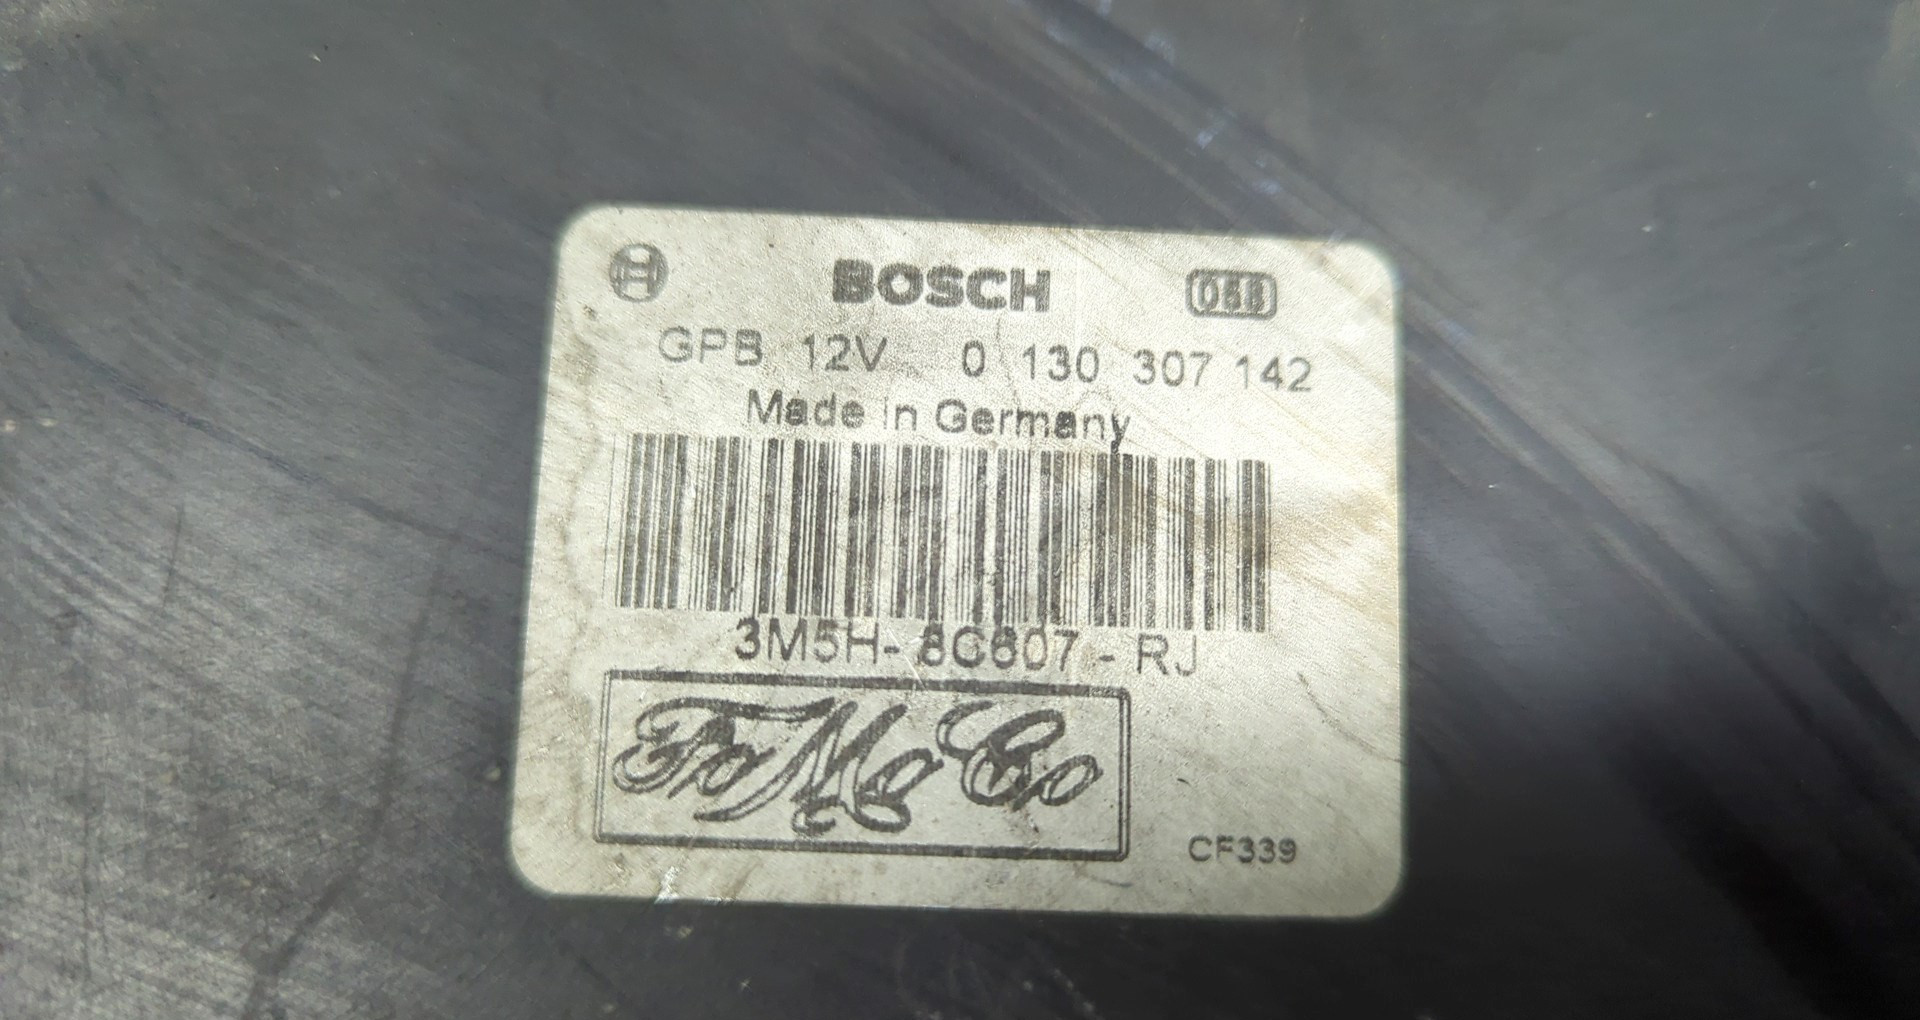 BOSCH
GPB 12V 0 130 307 142
Made in Germany
3M5H-8C607-RJ
FoMoCo
CF339